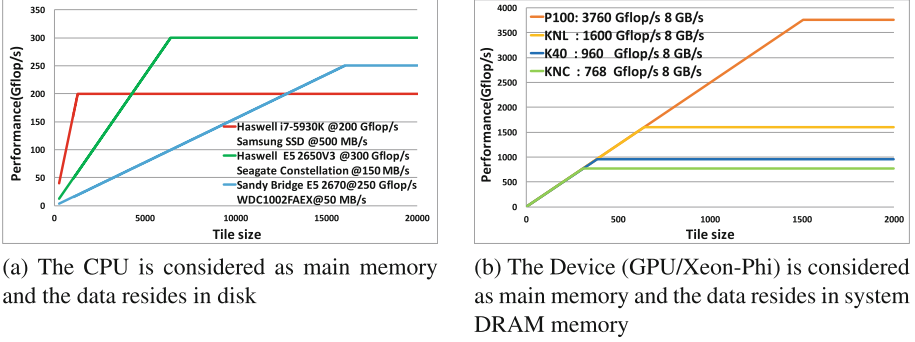 350
300
250
200
150
100
50
0
0
5000
10000
15000
20000
Performance(Gflop/s)
Tile size
Haswell i7-5930K @200 Gflop/s
Samsung SSD @500 MB/s
Haswell E5 2650V3 @300 Gflop/s
Seagate Constellation @150 MB/s
Sandy Bridge E5 2670@250 Gflop/s
WDC1002FAEX@50 MB/s
(a) The CPU is considered as main memory
and the data resides in disk
4000
3500
3000
2500
2000
1500
1000
500
0
0
500
1000
1500
2000
Performance(Gflop/s)
Tile size
P100: 3760 Gflop/s 8 GB/s
KNL : 1600 Gflop/s 8 GB/s
K40 : 960 Gflop/s 8 GB/s
KNC : 768 Gflop/s 8 GB/s
(b) The Device (GPU/Xeon-Phi) is considered
as main memory and the data resides in system
DRAM memory